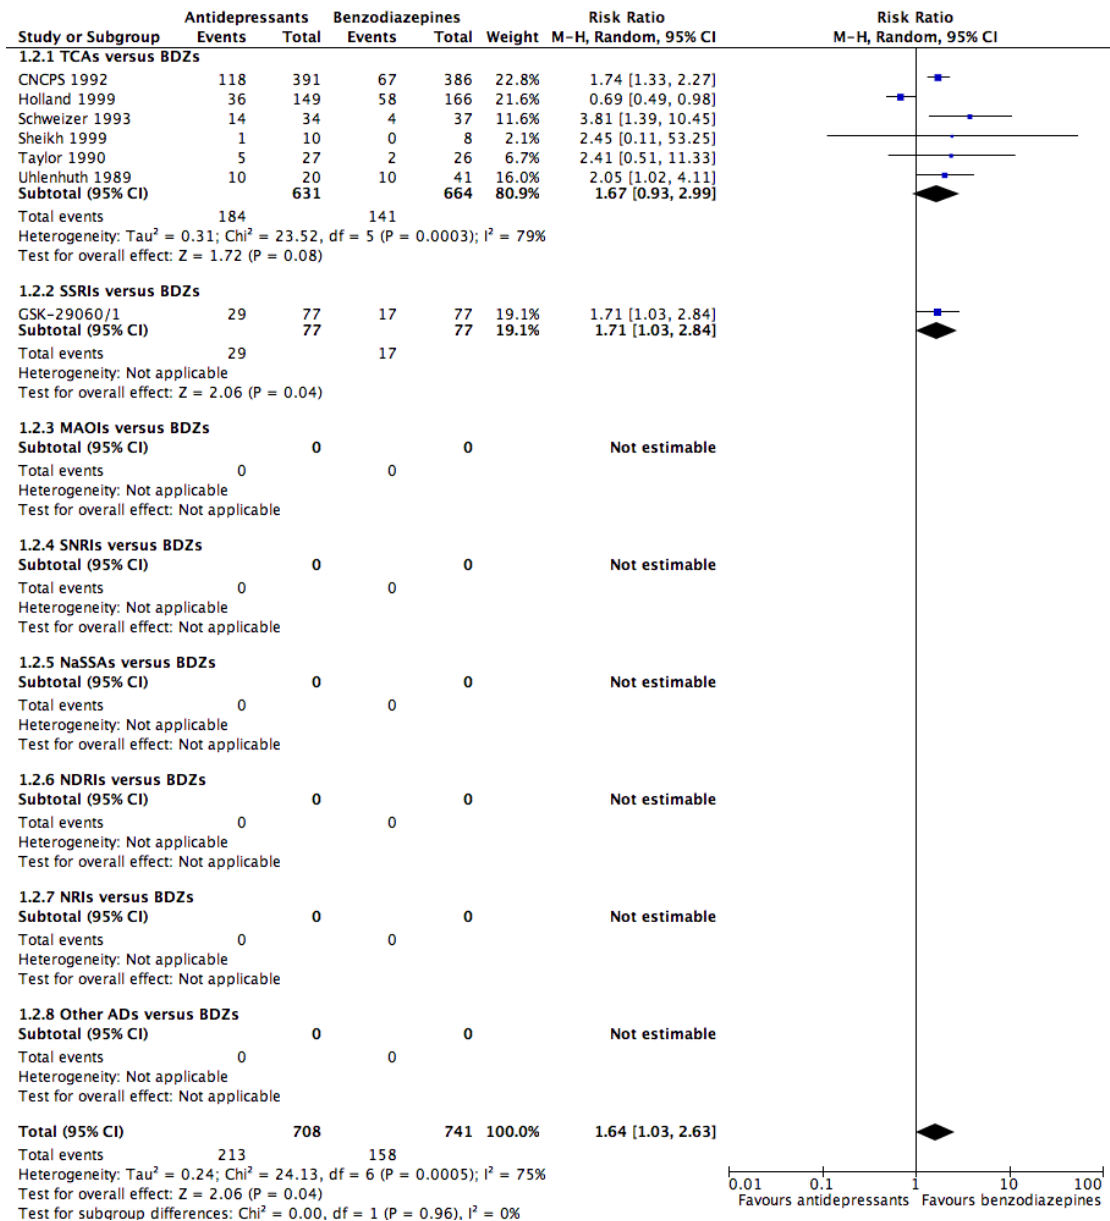 Antidepressants Benzodiazepines Risk Ratio Risk Ratio
Study or Subgroup Events Total Events Total Weight M-H, Random, 95% CI M-H, Random, 95% CI
1.2.1 TCAs versus BDZs
CNCPS 1992 118 391 67 386 22.8% 1.74 [1.33, 2.27]
Holland 1999 36 149 58 166 21.6% 0.69 [0.49, 0.98]
Schweizer 1993 14 34 4 37 11.6% 3.81 [1.39, 10.45]
Sheikh 1999 1 10 0 8 2.1% 2.45 [0.11, 53.25]
Taylor 1990 5 27 2 26 6.7% 2.41 [0.51, 11.33]
Uhlenhuth 1989 10 20 10 41 16.0% 2.05 [1.02, 4.11]
Subtotal (95% CI) 631 664 80.9% 1.67 [0.93, 2.99]
Total events 184 141
Heterogeneity: Tau² = 0.31; Chi² = 23.52, df = 5 (P = 0.0003); I² = 79%
Test for overall effect: Z = 1.72 (P = 0.08)
1.2.2 SSRIs versus BDZs
GSK-29060/1 29 77 17 77 19.1% 1.71 [1.03, 2.84]
Subtotal (95% CI) 77 77 19.1% 1.71 [1.03, 2.84]
Total events 29 17
Heterogeneity: Not applicable
Test for overall effect: Z = 2.06 (P = 0.04)
1.2.3 MAOIs versus BDZs
Subtotal (95% CI) 0 0 Not estimable
Total events 0 0
Heterogeneity: Not applicable
Test for overall effect: Not applicable
1.2.4 SNRIs versus BDZs
Subtotal (95% CI) 0 0 Not estimable
Total events 0 0
Heterogeneity: Not applicable
Test for overall effect: Not applicable
1.2.5 NaSSAs versus BDZs
Subtotal (95% CI) 0 0 Not estimable
Total events 0 0
Heterogeneity: Not applicable
Test for overall effect: Not applicable
1.2.6 NDRIs versus BDZs
Subtotal (95% CI) 0 0 Not estimable
Total events 0 0
Heterogeneity: Not applicable
Test for overall effect: Not applicable
1.2.7 NRIs versus BDZs
Subtotal (95% CI) 0 0 Not estimable
Total events 0 0
Heterogeneity: Not applicable
Test for overall effect: Not applicable
1.2.8 Other ADs versus BDZs
Subtotal (95% CI) 0 0 Not estimable
Total events 0 0
Heterogeneity: Not applicable
Test for overall effect: Not applicable
Total (95% CI) 708 741 100.0% 1.64 [1.03, 2.63]
Total events 213 158
Heterogeneity: Tau² = 0.24; Chi² = 24.13, df = 6 (P = 0.0005); I² = 75%
Test for overall effect: Z = 2.06 (P = 0.04)
Test for subgroup differences: Chi² = 0.00, df = 1 (P = 0.96), I² = 0%
0.01 0.1 1 10 100
Favours antidepressants Favours benzodiazepines